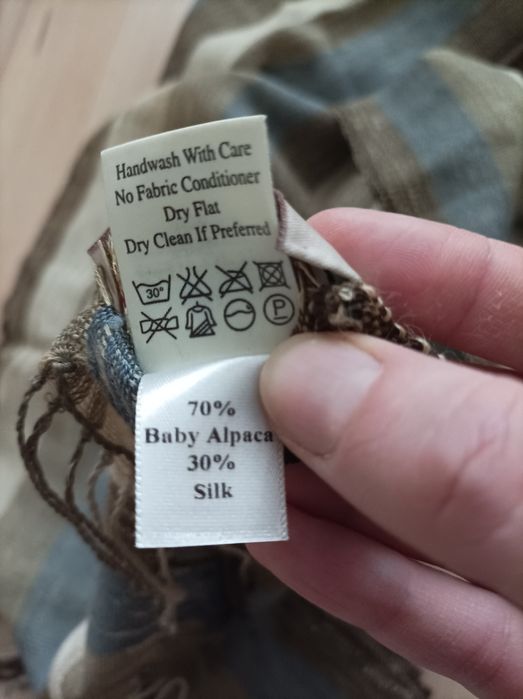 Handwash With Care
No Fabric Conditioner
Dry Flat
Dry Clean If Preferred
30°
P
70%
Baby Alpaca
30%
Silk